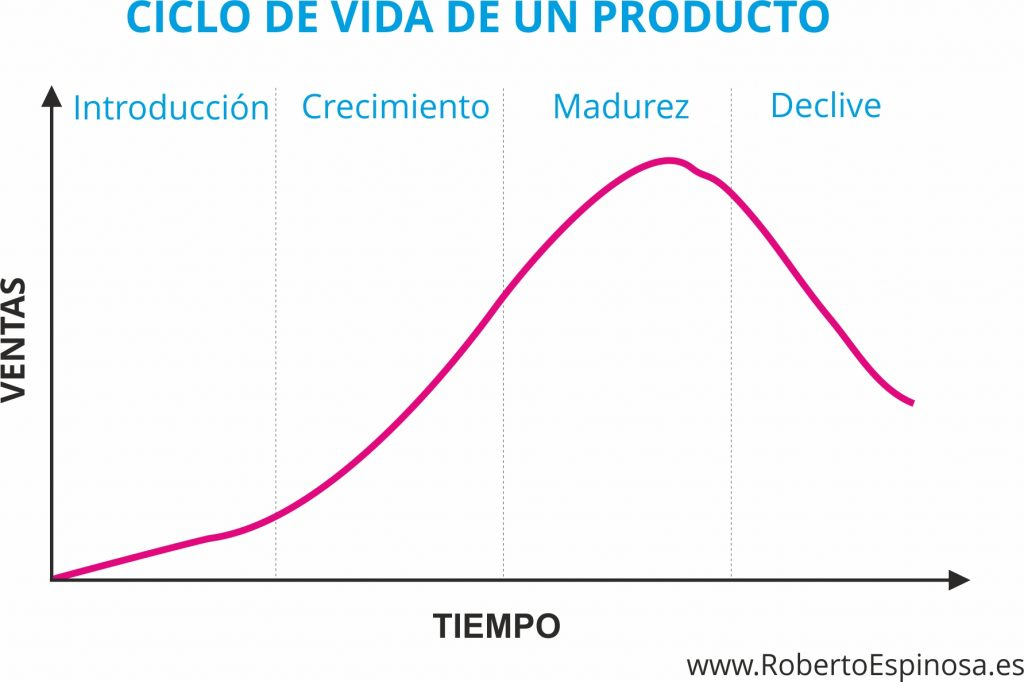 CICLO DE VIDA DE UN PRODUCTO
Introducción
Crecimiento
Madurez
Declive
VENTAS
TIEMPO
www.RobertoEspinosa.es